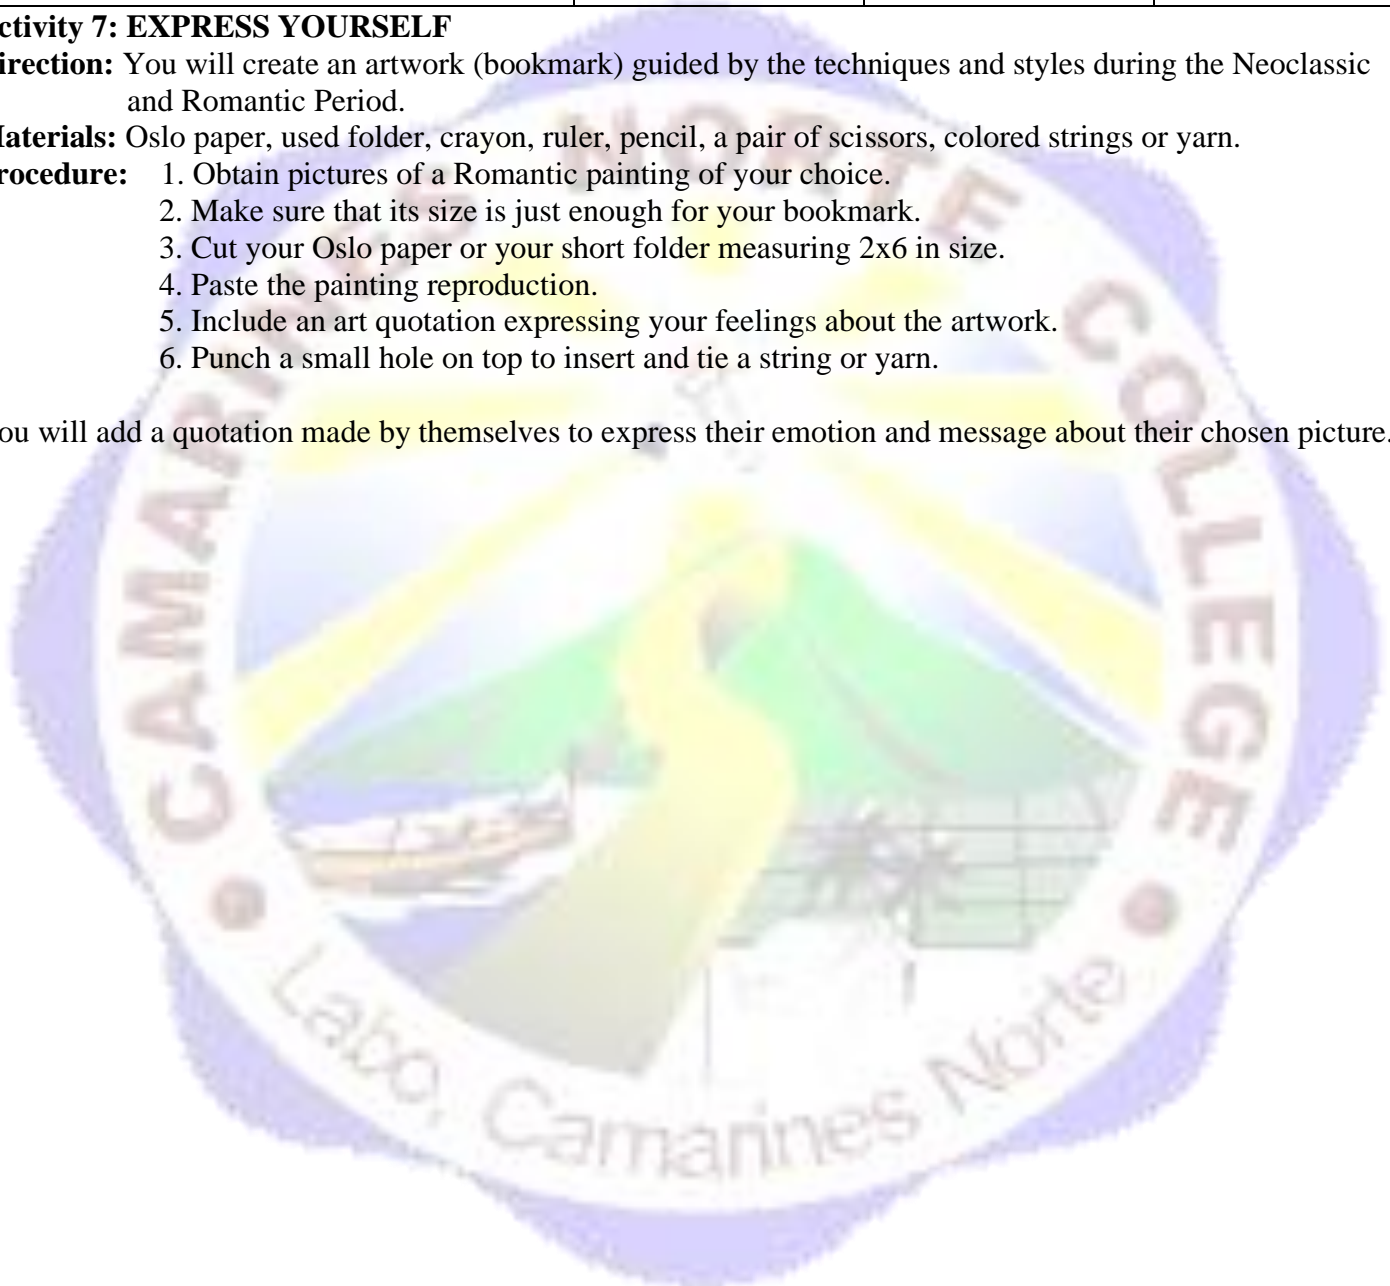 ctivity 7: EXPRESS YOURSELF
irection: You will create an artwork (bookmark) guided by the techniques and styles during the Neoclassic
and Romantic Period.
Materials: Oslo paper, used folder, crayon, ruler, pencil, a pair of scissors, colored strings or yarn.
rocedure: 1. Obtain pictures of a Romantic painting of your choice.
2. Make sure that its size is just enough for your bookmark.
3. Cut your Oslo paper or your short folder measuring 2x6 in size.
4. Paste the painting reproduction.
5. Include an art quotation expressing your feelings about the artwork.
6. Punch a small hole on top to insert and tie a string or yarn.
ou will add a quotation made by themselves to express their emotion and message about their chosen picture.
CAMARINES NORTE COLLEGE
Labo, Camarines Norte